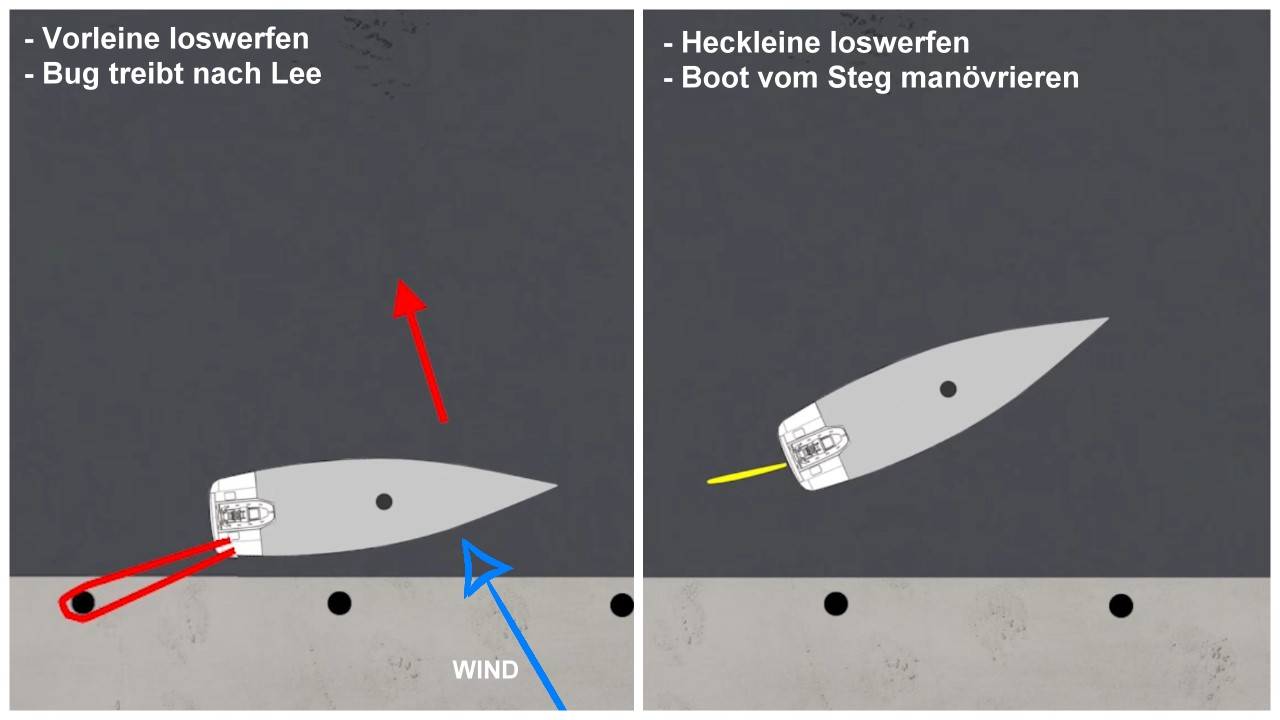 - Vorleine loswerfen
- Bug treibt nach Lee
WIND
- Heckleine loswerfen
- Boot vom Steg manövrieren